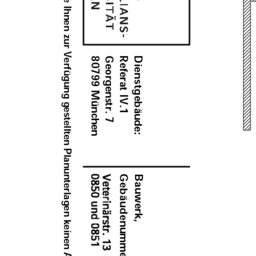 LIANS-
ITÄT
N
Dienstgebäude:
Referat IV.1
Georgenstr. 7
80799 München
Bauwerk,
Gebäudenumme
Veterinärstr. 13
0850 und 0851
e Ihnen zur Verfügung gestellten Planunterlagen keinen A